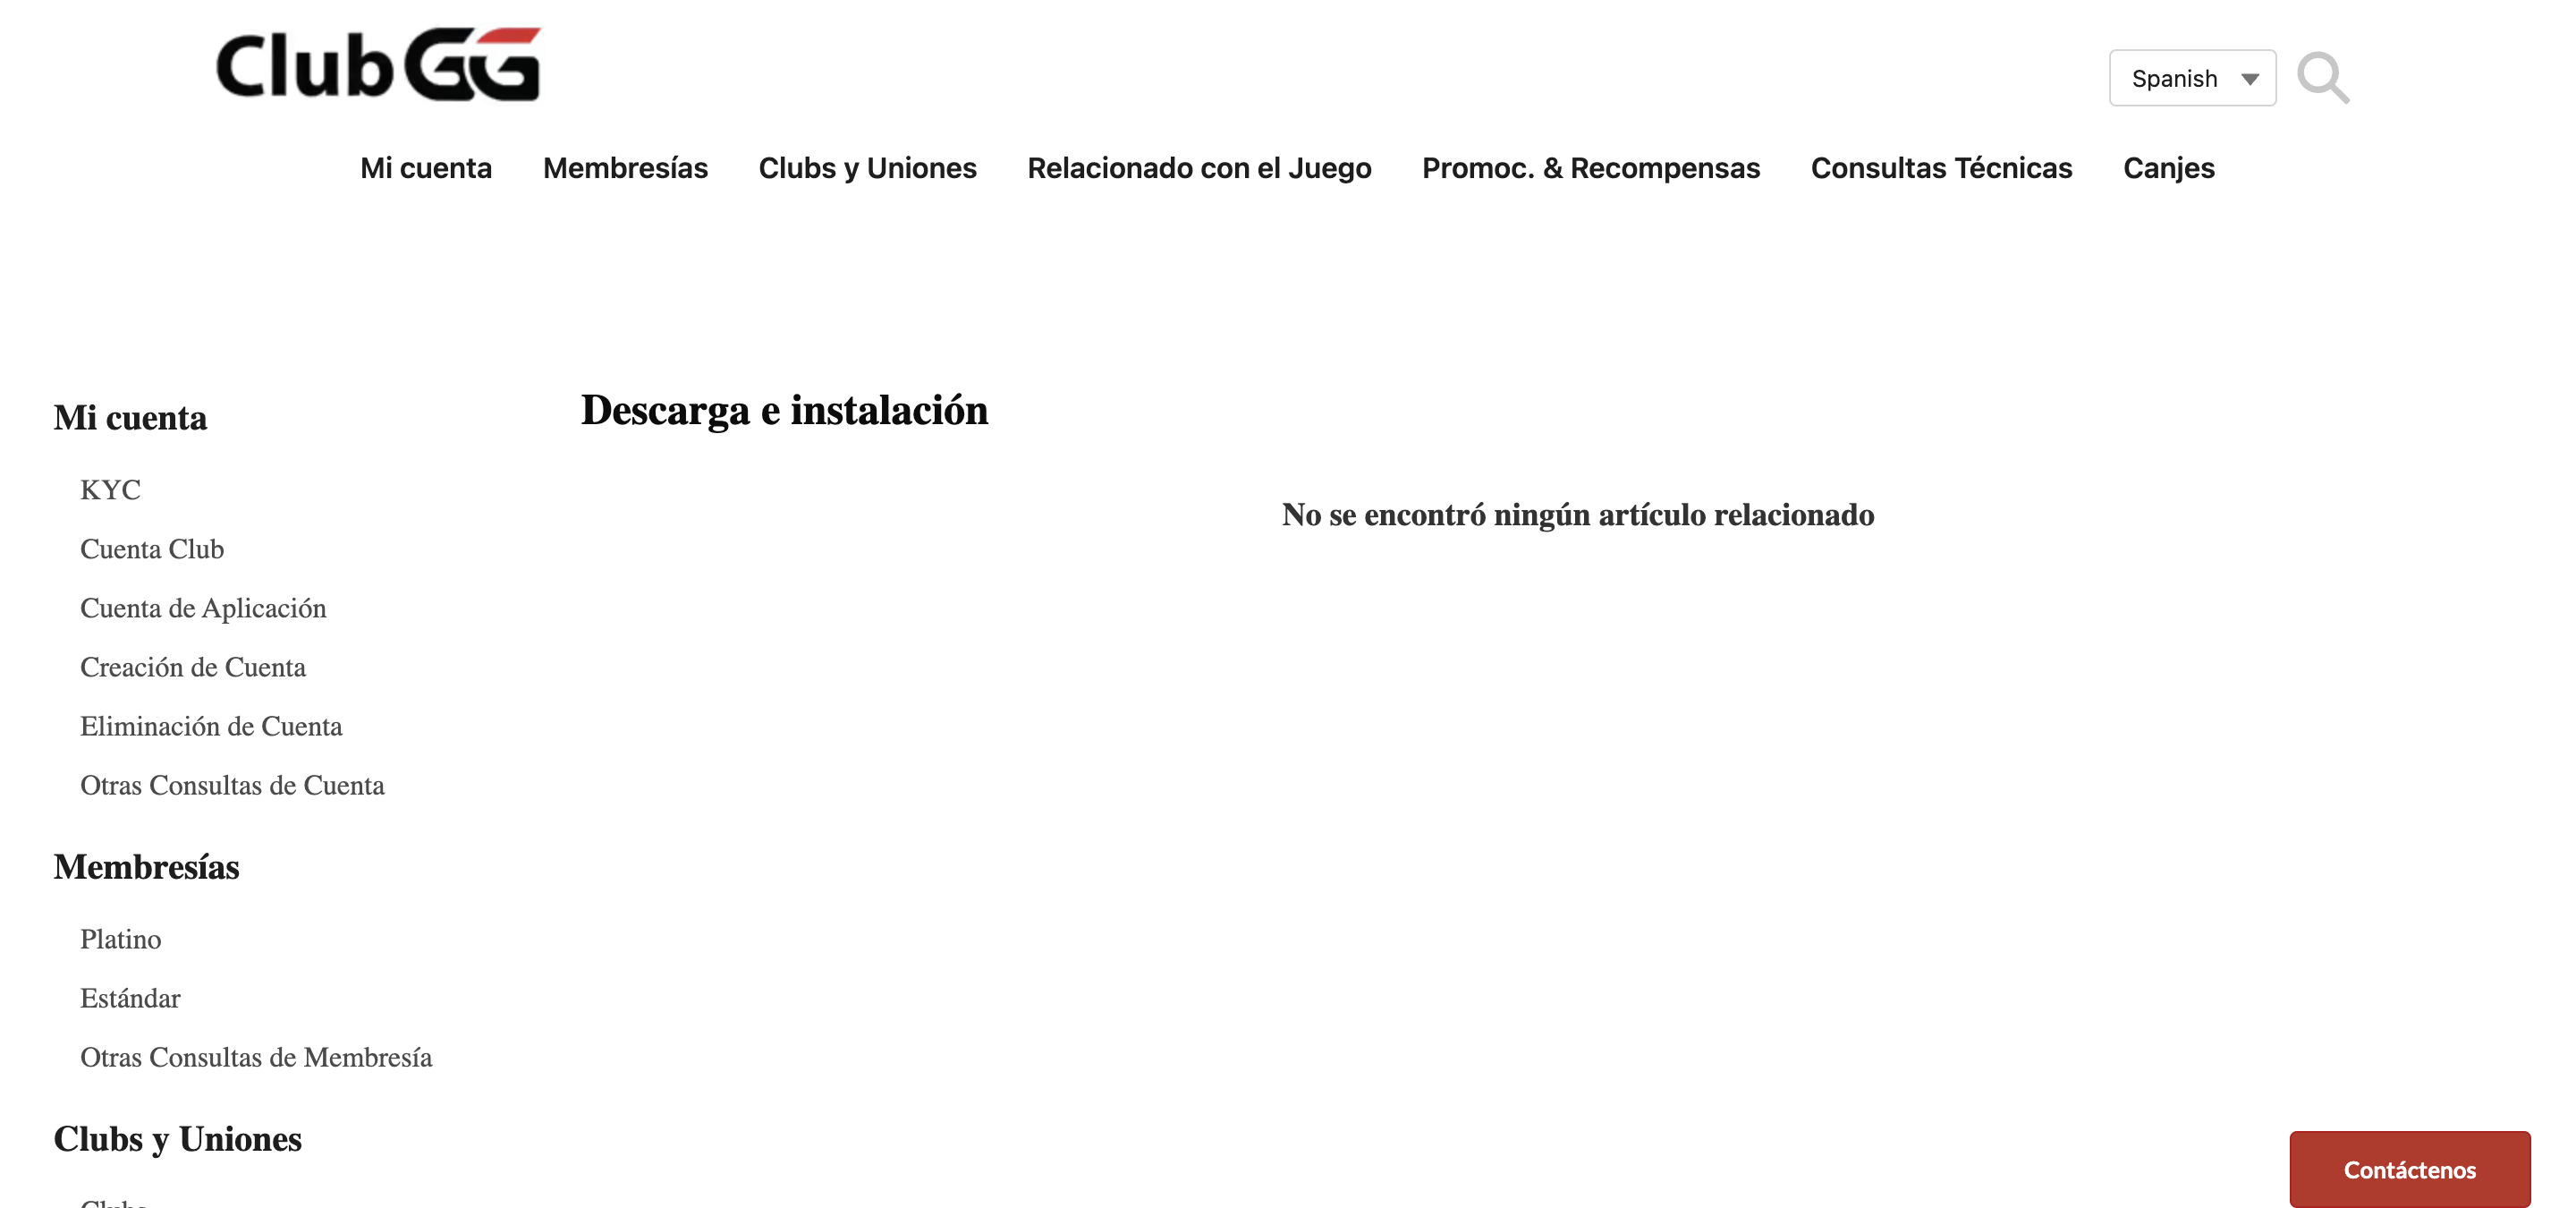 ClubGG
Spanish
Mi cuenta Membresías Clubs y Uniones Relacionado con el Juego Promoc. & Recompensas Consultas Técnicas Canjes
Mi cuenta
KYC
Cuenta Club
Cuenta de Aplicación
Creación de Cuenta
Eliminación de Cuenta
Otras Consultas de Cuenta
Membresías
Platino
Estándar
Otras Consultas de Membresía
Clubs y Uniones
Descarga e instalación
No se encontró ningún artículo relacionado
Contáctenos